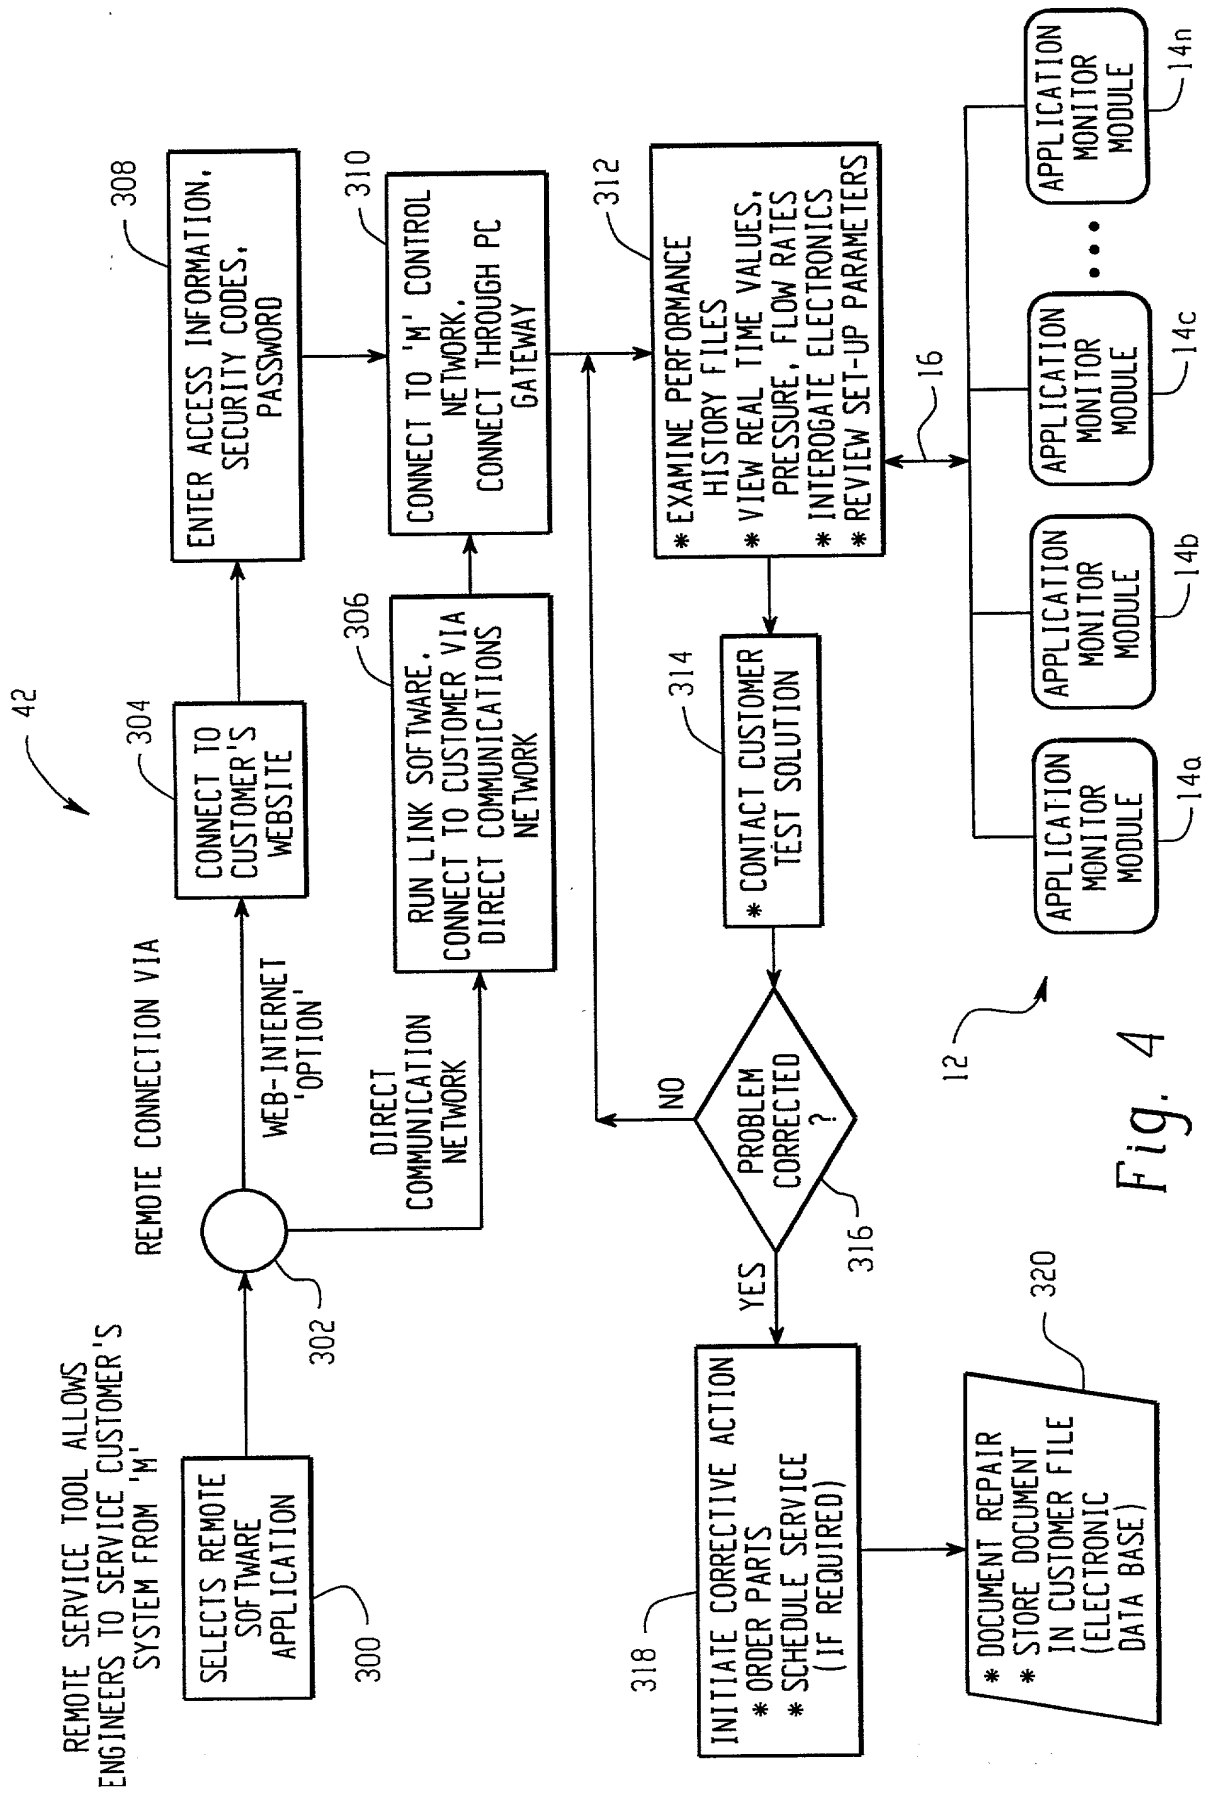 REMOTE SERVICE TOOL ALLOWS
ENGINEERS TO SERVICE CUSTOMER'S
SYSTEM FROM 'M'
42
SELECTS REMOTE
SOFTWARE
APPLICATION
300
302
REMOTE CONNECTION VIA
WEB-INTERNET
'OPTION'
304
CONNECT TO
CUSTOMER'S
WEBSITE
308
ENTER ACCESS INFORMATION,
SECURITY CODES,
PASSWORD
DIRECT
COMMUNICATION
NETWORK
306
RUN LINK SOFTWARE.
CONNECT TO CUSTOMER VIA
DIRECT COMMUNICATIONS
NETWORK
310
CONNECT TO 'M' CONTROL
NETWORK.
CONNECT THROUGH PC
GATEWAY
312
* EXAMINE PERFORMANCE
HISTORY FILES
* VIEW REAL TIME VALUES,
PRESSURE, FLOW RATES
* INTEROGATE ELECTRONICS
* REVIEW SET-UP PARAMETERS
314
* CONTACT CUSTOMER
TEST SOLUTION
NO
PROBLEM
CORRECTED
?
316
YES
318
INITIATE CORRECTIVE ACTION
* ORDER PARTS
* SCHEDULE SERVICE
(IF REQUIRED)
320
* DOCUMENT REPAIR
* STORE DOCUMENT
IN CUSTOMER FILE
(ELECTRONIC
DATA BASE)
16
12
APPLICATION
MONITOR
MODULE
14a
APPLICATION
MONITOR
MODULE
14b
APPLICATION
MONITOR
MODULE
14c
• • •
APPLICATION
MONITOR
MODULE
14n
Fig. 4